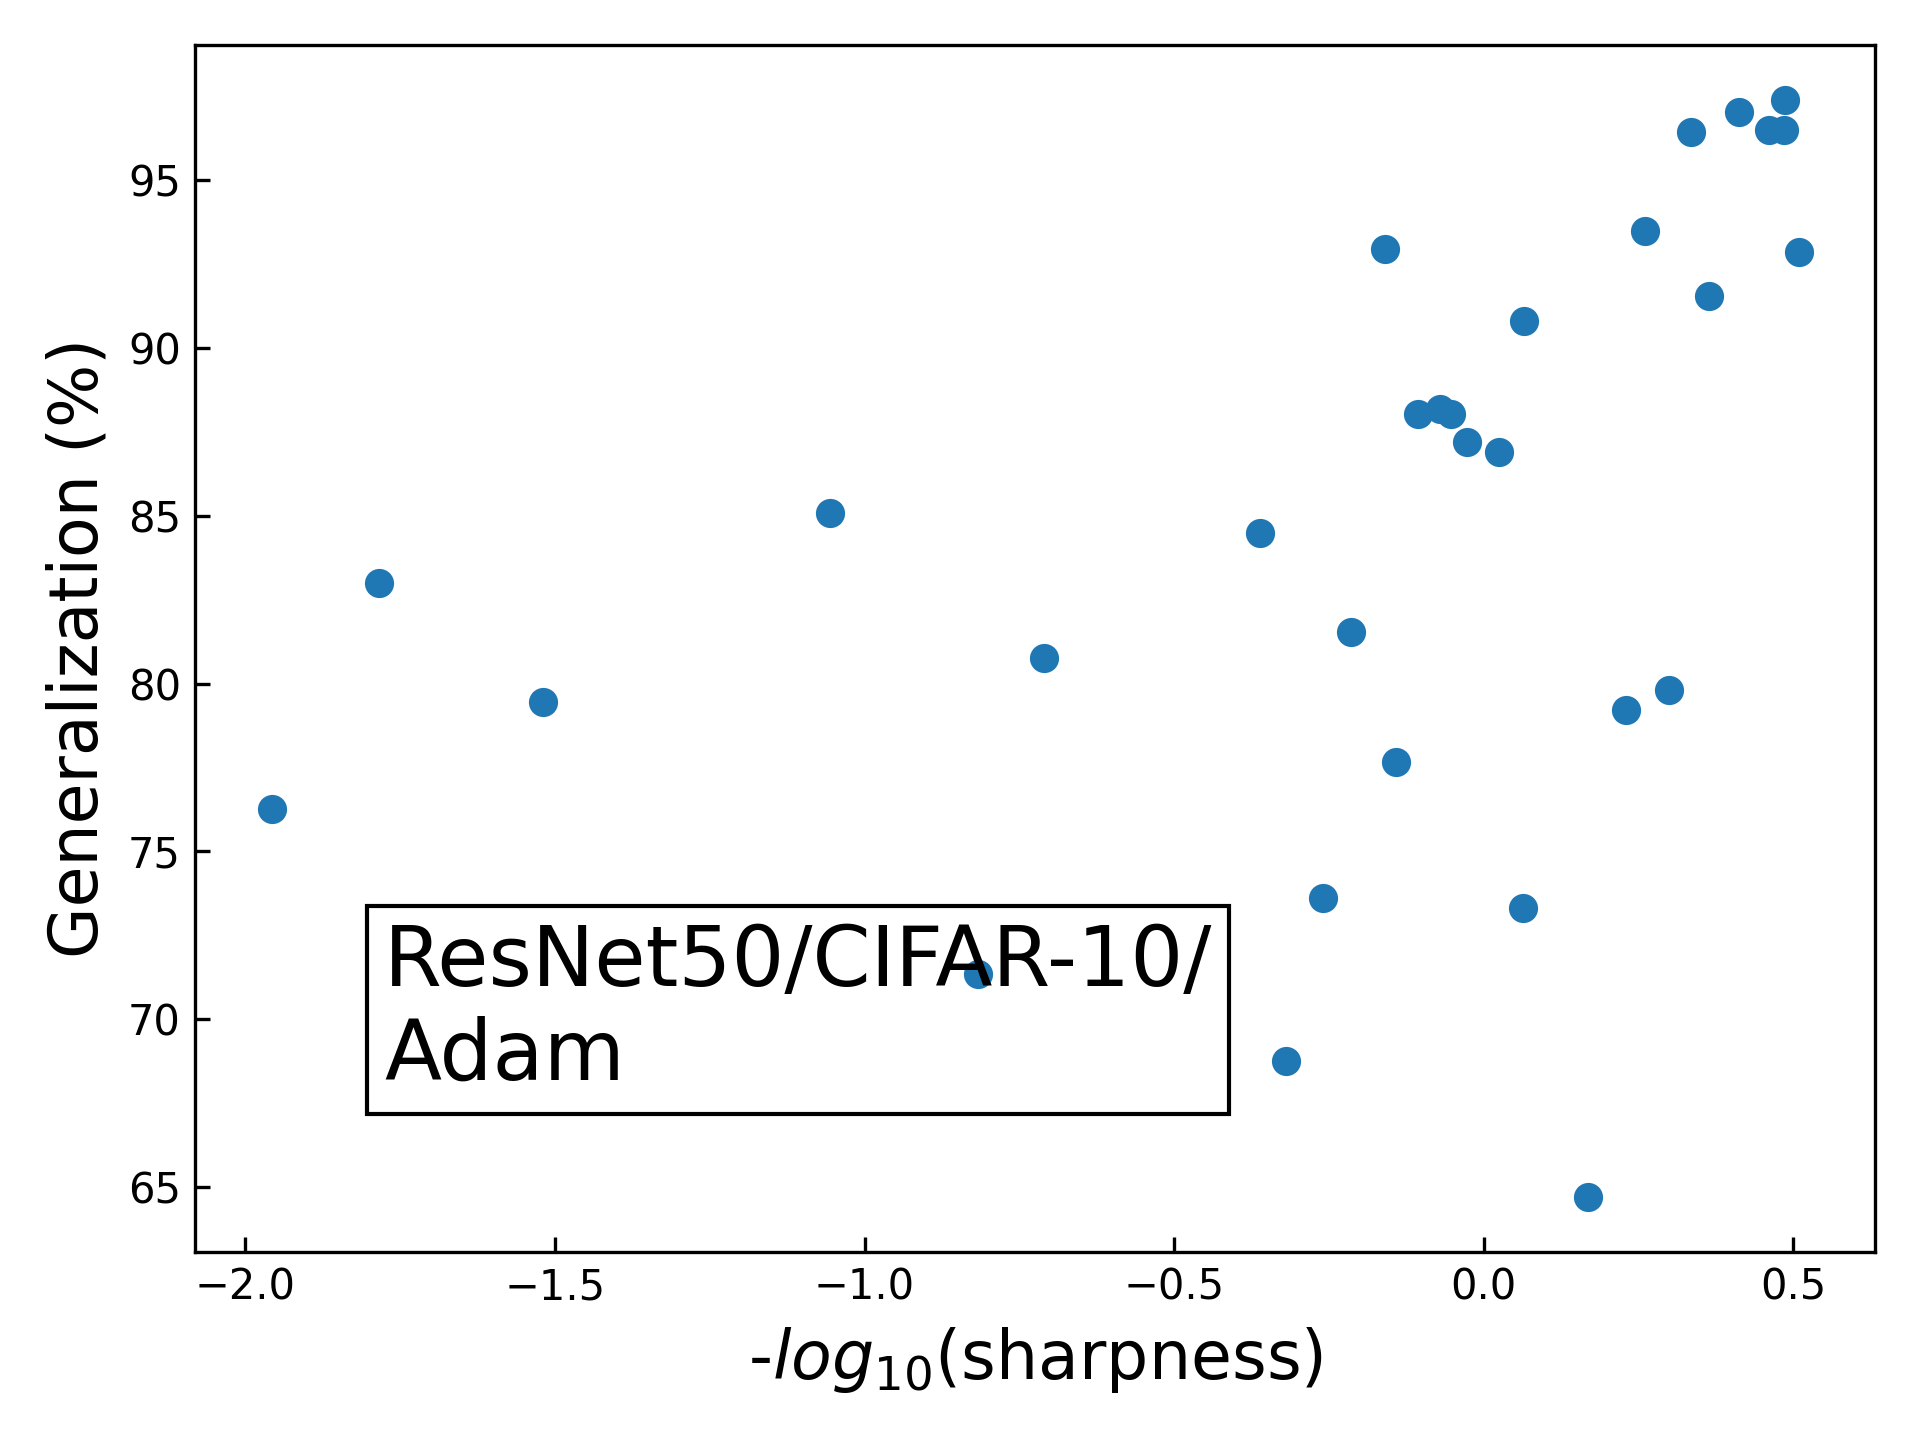 Generalization (%)
95
90
85
80
75
70
65
ResNet50/CIFAR-10/
Adam
−2.0 −1.5 −1.0 −0.5 0.0 0.5
-log10(sharpness)